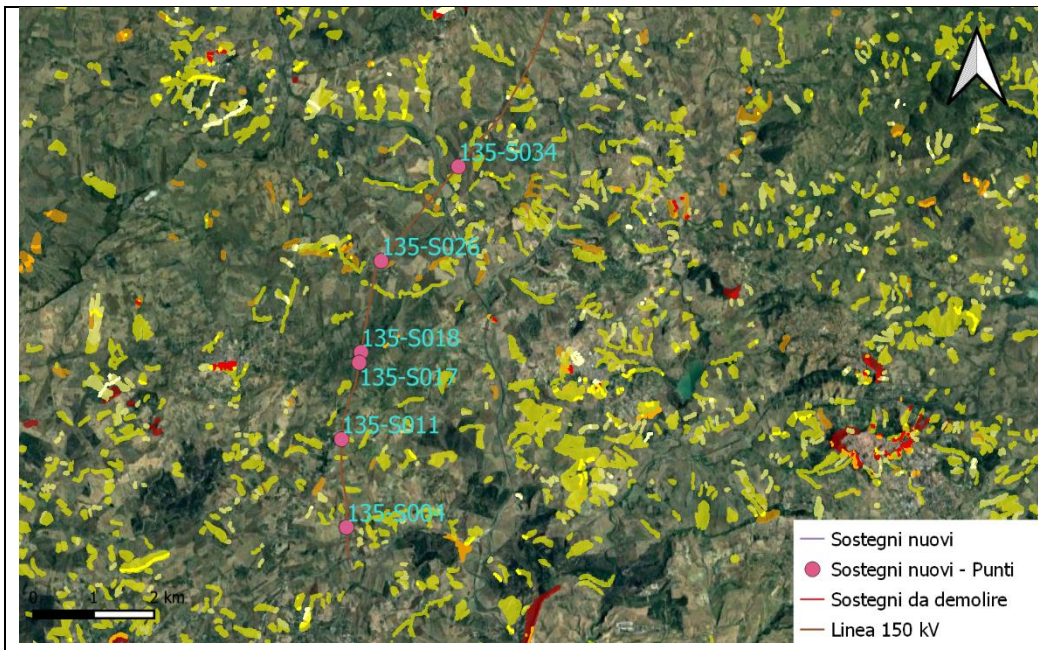 135-S034
135-S026
135-S018
135-S017
135-S011
135-S004
0 1 2 km
Sostegni nuovi
Sostegni nuovi - Punti
Sostegni da demolire
Linea 150 kV